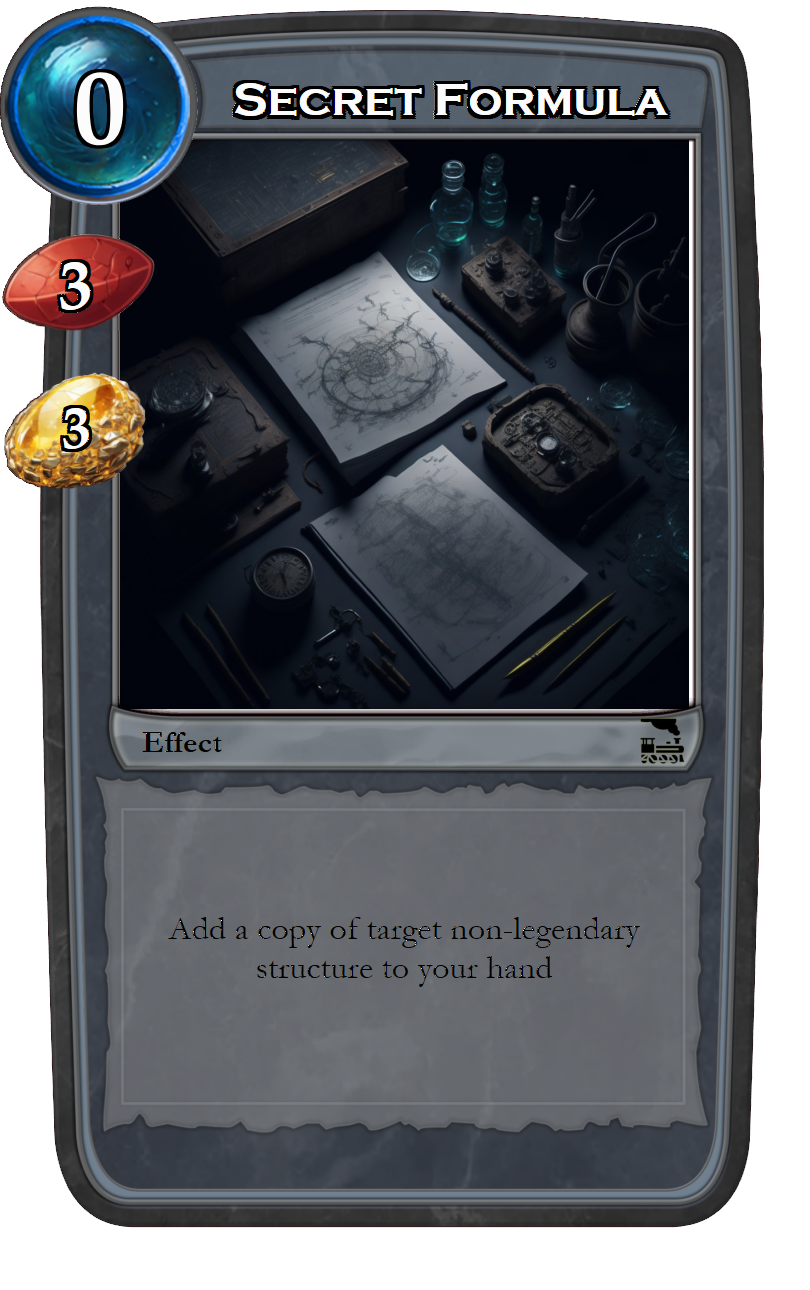 0
SECRET FORMULA
3
3
Effect
Add a copy of target non-legendary
structure to your hand